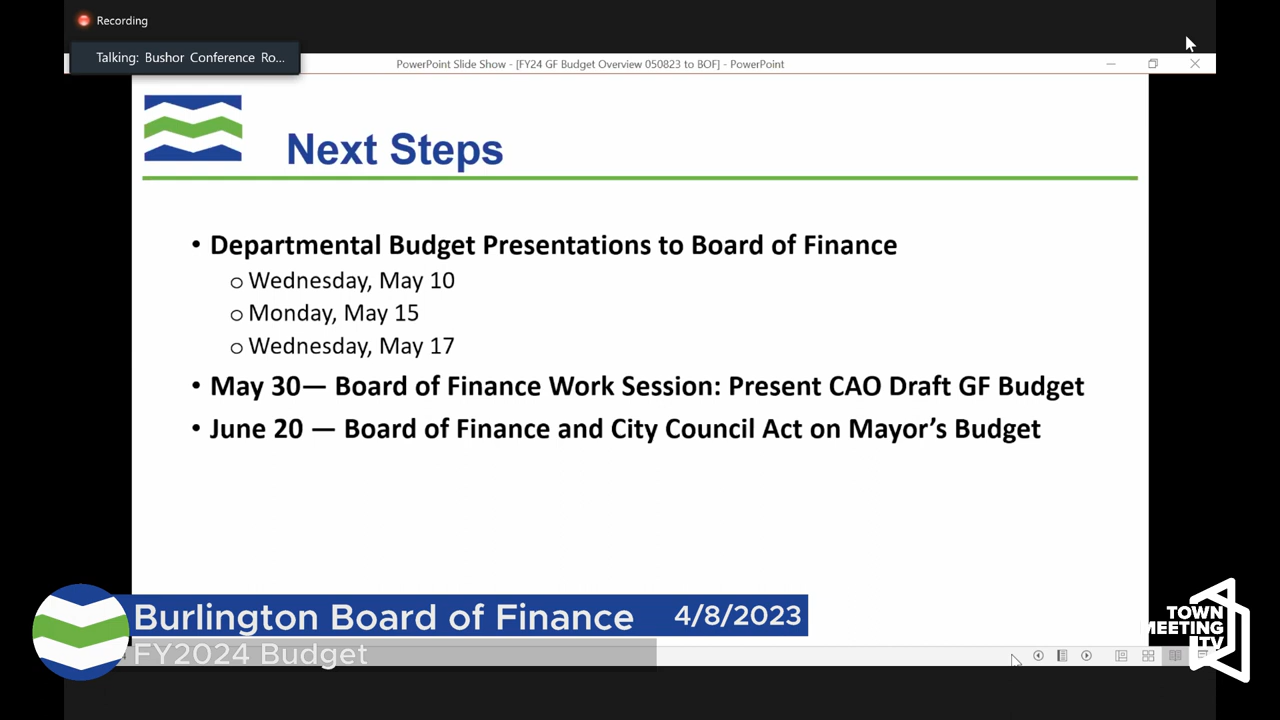 Recording
Talking: Bushor Conference Ro...
PowerPoint Slide Show - [FY24 GF Budget Overview 050823 to BOF] - PowerPoint
Next Steps
• Departmental Budget Presentations to Board of Finance
o Wednesday, May 10
o Monday, May 15
o Wednesday, May 17
• May 30— Board of Finance Work Session: Present CAO Draft GF Budget
• June 20 — Board of Finance and City Council Act on Mayor's Budget
Burlington Board of Finance 4/8/2023
FY2024 Budget
TOWN
MEETING
TV